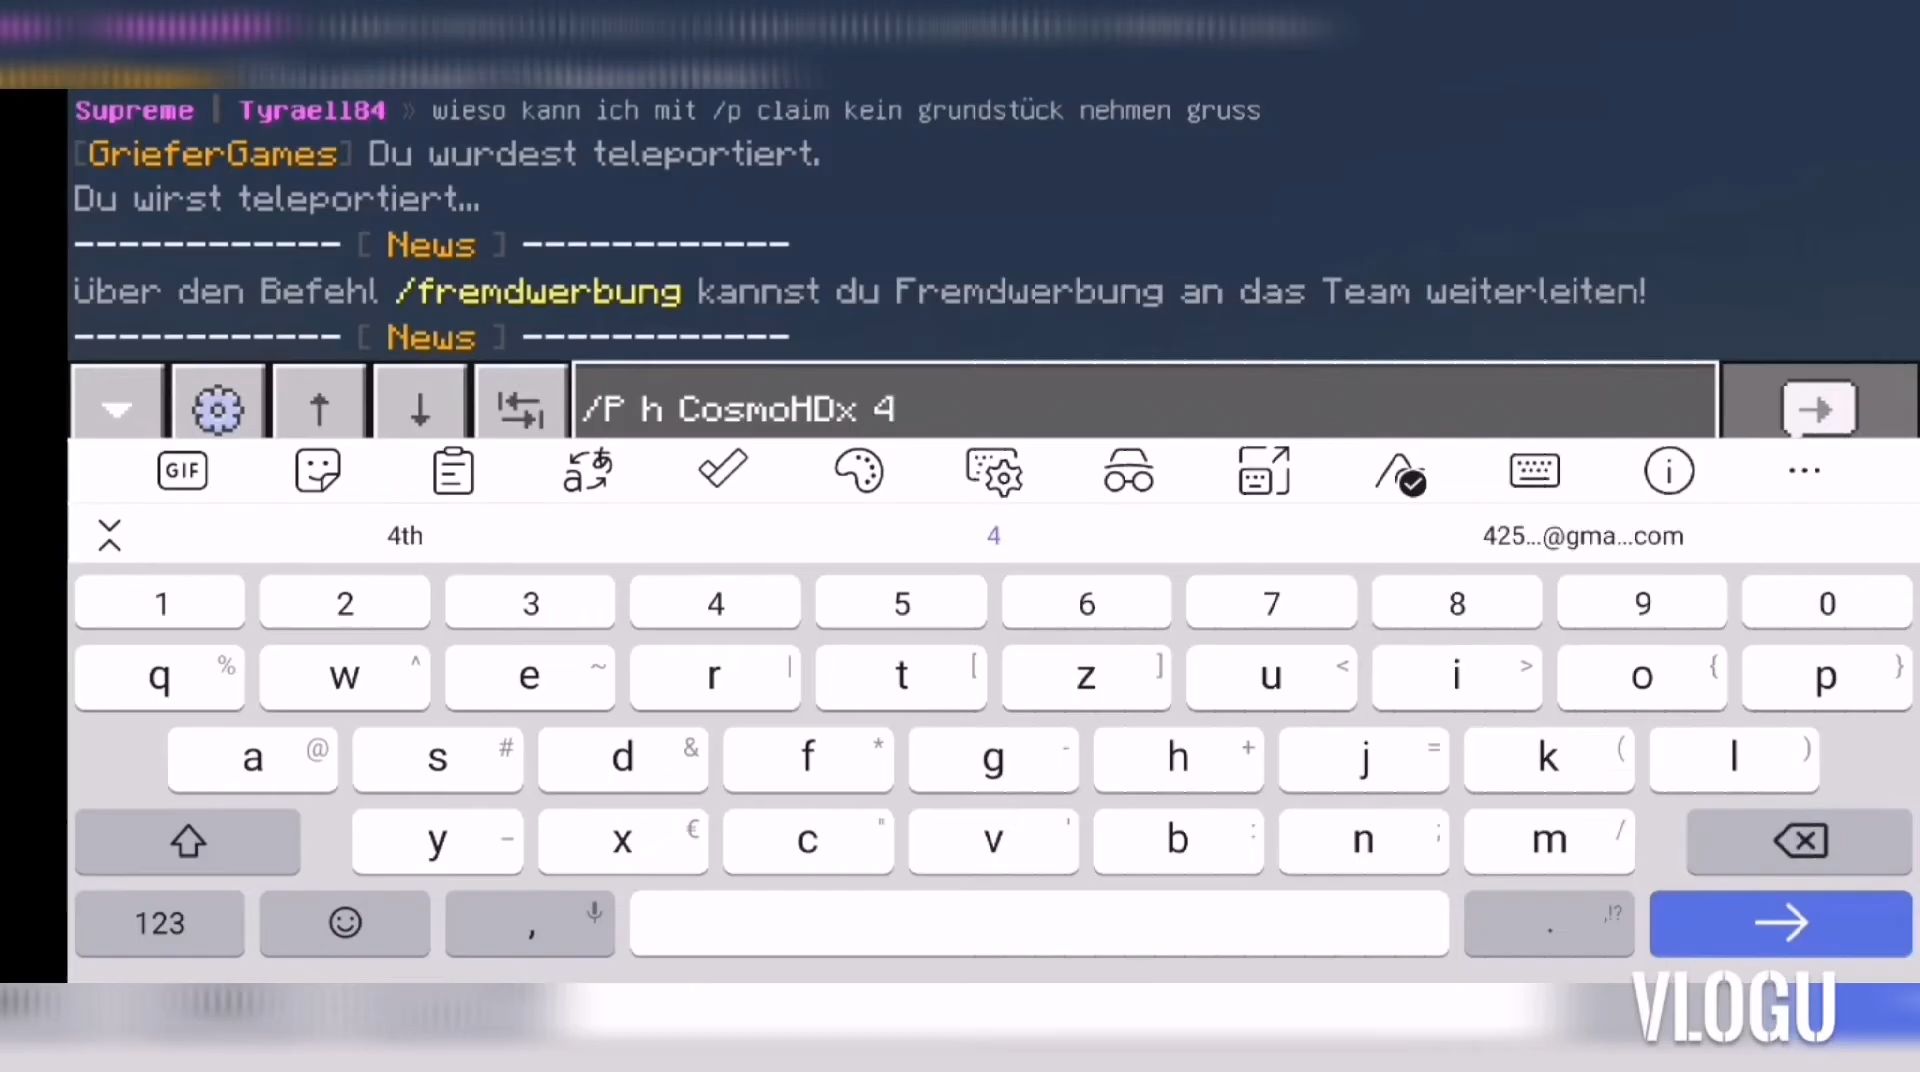 Supreme | Tyrael184 » wieso kann ich mit /p claim kein grundstück nehmen gruss
[GrieferGames] Du wurdest teleportiert.
Du wirst teleportiert...
------------ [ News ] ------------
Über den Befehl /fremdwerbung kannst du Fremdwerbung an das Team weiterleiten!
------------ [ News ] ------------
/P h CosmoHDx 4
GIF
4th 4 425...@gma...com
1 2 3 4 5 6 7 8 9 0
q % w ^ e ~ r | t [ z ] u < i > o { p }
a @ s # d & f * g - h + j = k ( l )
y _ x € c " v ' b : n ; m /
123 , . ,!?
VLOGU